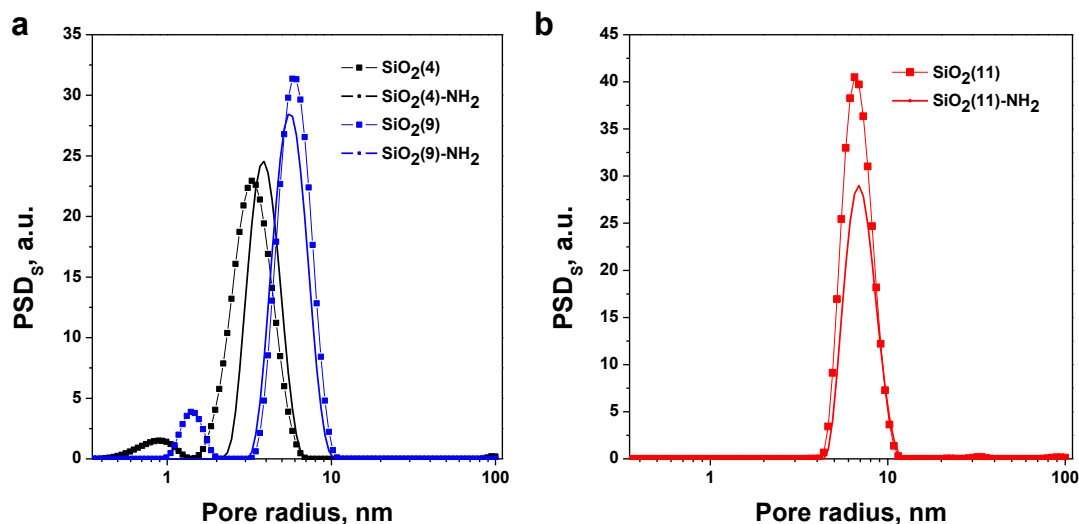 a
35
30
25
20
15
10
5
0
PSD_S, a.u.
SiO2(4)
SiO2(4)-NH2
SiO2(9)
SiO2(9)-NH2
1
10
100
Pore radius, nm
b
45
40
35
30
25
20
15
10
5
0
PSD_S, a.u.
SiO2(11)
SiO2(11)-NH2
1
10
100
Pore radius, nm